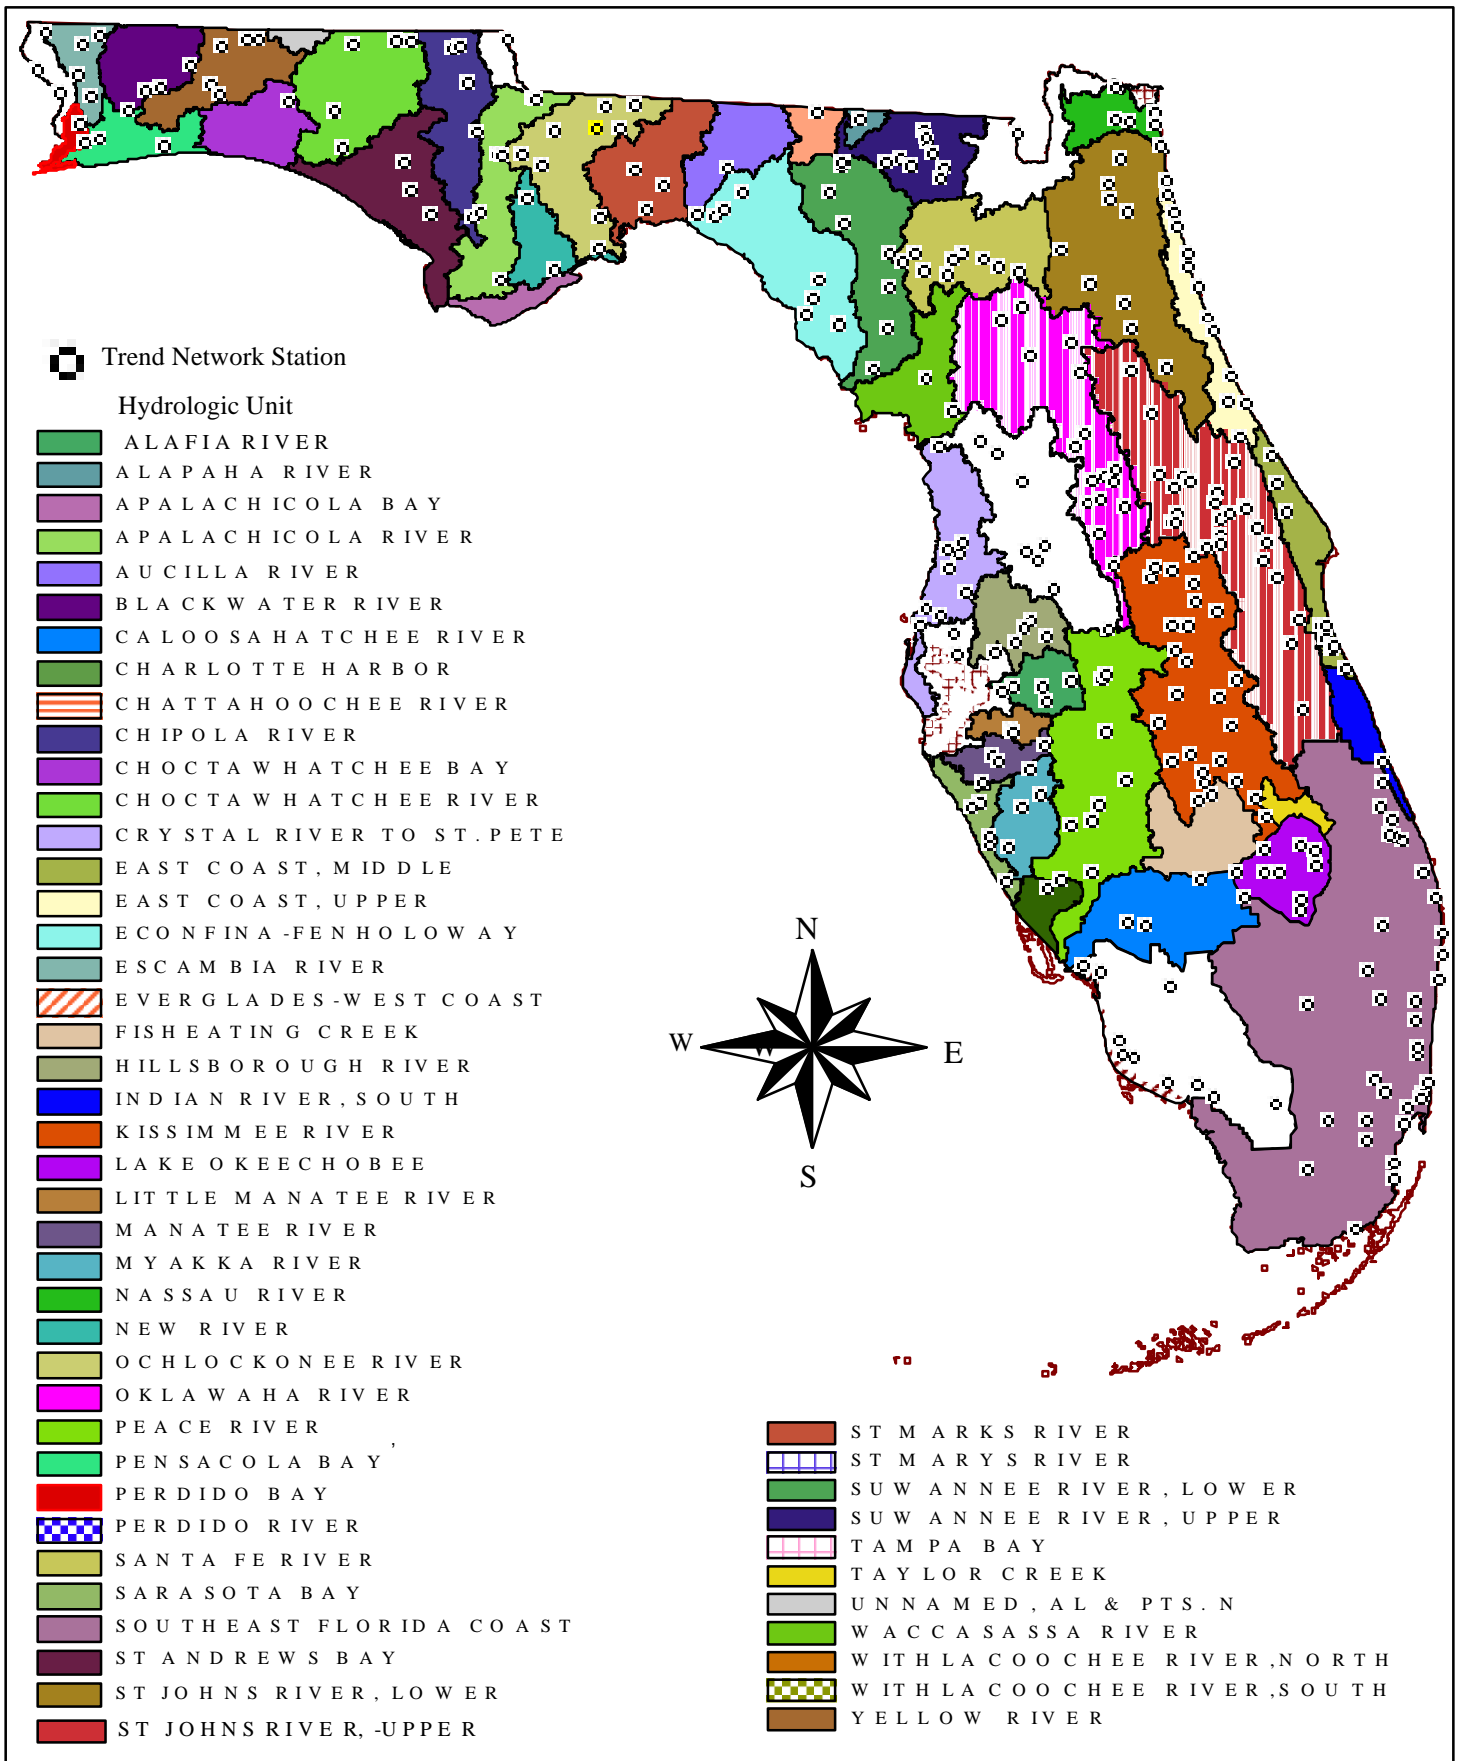 Trend Network Station
Hydrologic Unit
ALAFIA RIVER
ALAPAHA RIVER
APALACHICOLA BAY
APALACHICOLA RIVER
AUCILLA RIVER
BLACKWATER RIVER
CALOOSAHATCHEE RIVER
CHARLOTTE HARBOR
CHATTAHOOCHEE RIVER
CHIPOLA RIVER
CHOCTAWHATCHEE BAY
CHOCTAWHATCHEE RIVER
CRYSTAL RIVER TO ST.PETE
EAST COAST, MIDDLE
EAST COAST, UPPER
ECONFINA-FENHOLOWAY
ESCAMBIA RIVER
EVERGLADES-WEST COAST
FISHEATING CREEK
HILLSBOROUGH RIVER
INDIAN RIVER, SOUTH
KISSIMMEE RIVER
LAKE OKEECHOBEE
LITTLE MANATEE RIVER
MANATEE RIVER
MYAKKA RIVER
NASSAU RIVER
NEW RIVER
OCHLOCKONEE RIVER
OKLAWAHA RIVER
PEACE RIVER
,
PENSACOLA BAY
PERDIDO BAY
PERDIDO RIVER
SANTA FE RIVER
SARASOTA BAY
SOUTHEAST FLORIDA COAST
ST ANDREWS BAY
ST JOHNS RIVER, LOWER
ST JOHNS RIVER, -UPPER
N
W
W
E
S
ST MARKS RIVER
ST MARYS RIVER
SUWANNEE RIVER, LOWER
SUWANNEE RIVER, UPPER
TAMPA BAY
TAYLOR CREEK
UNNAMED, AL & PTS. N
WACCASASSA RIVER
WITHLACOOCHEE RIVER,NORTH
WITHLACOOCHEE RIVER,SOUTH
YELLOW RIVER